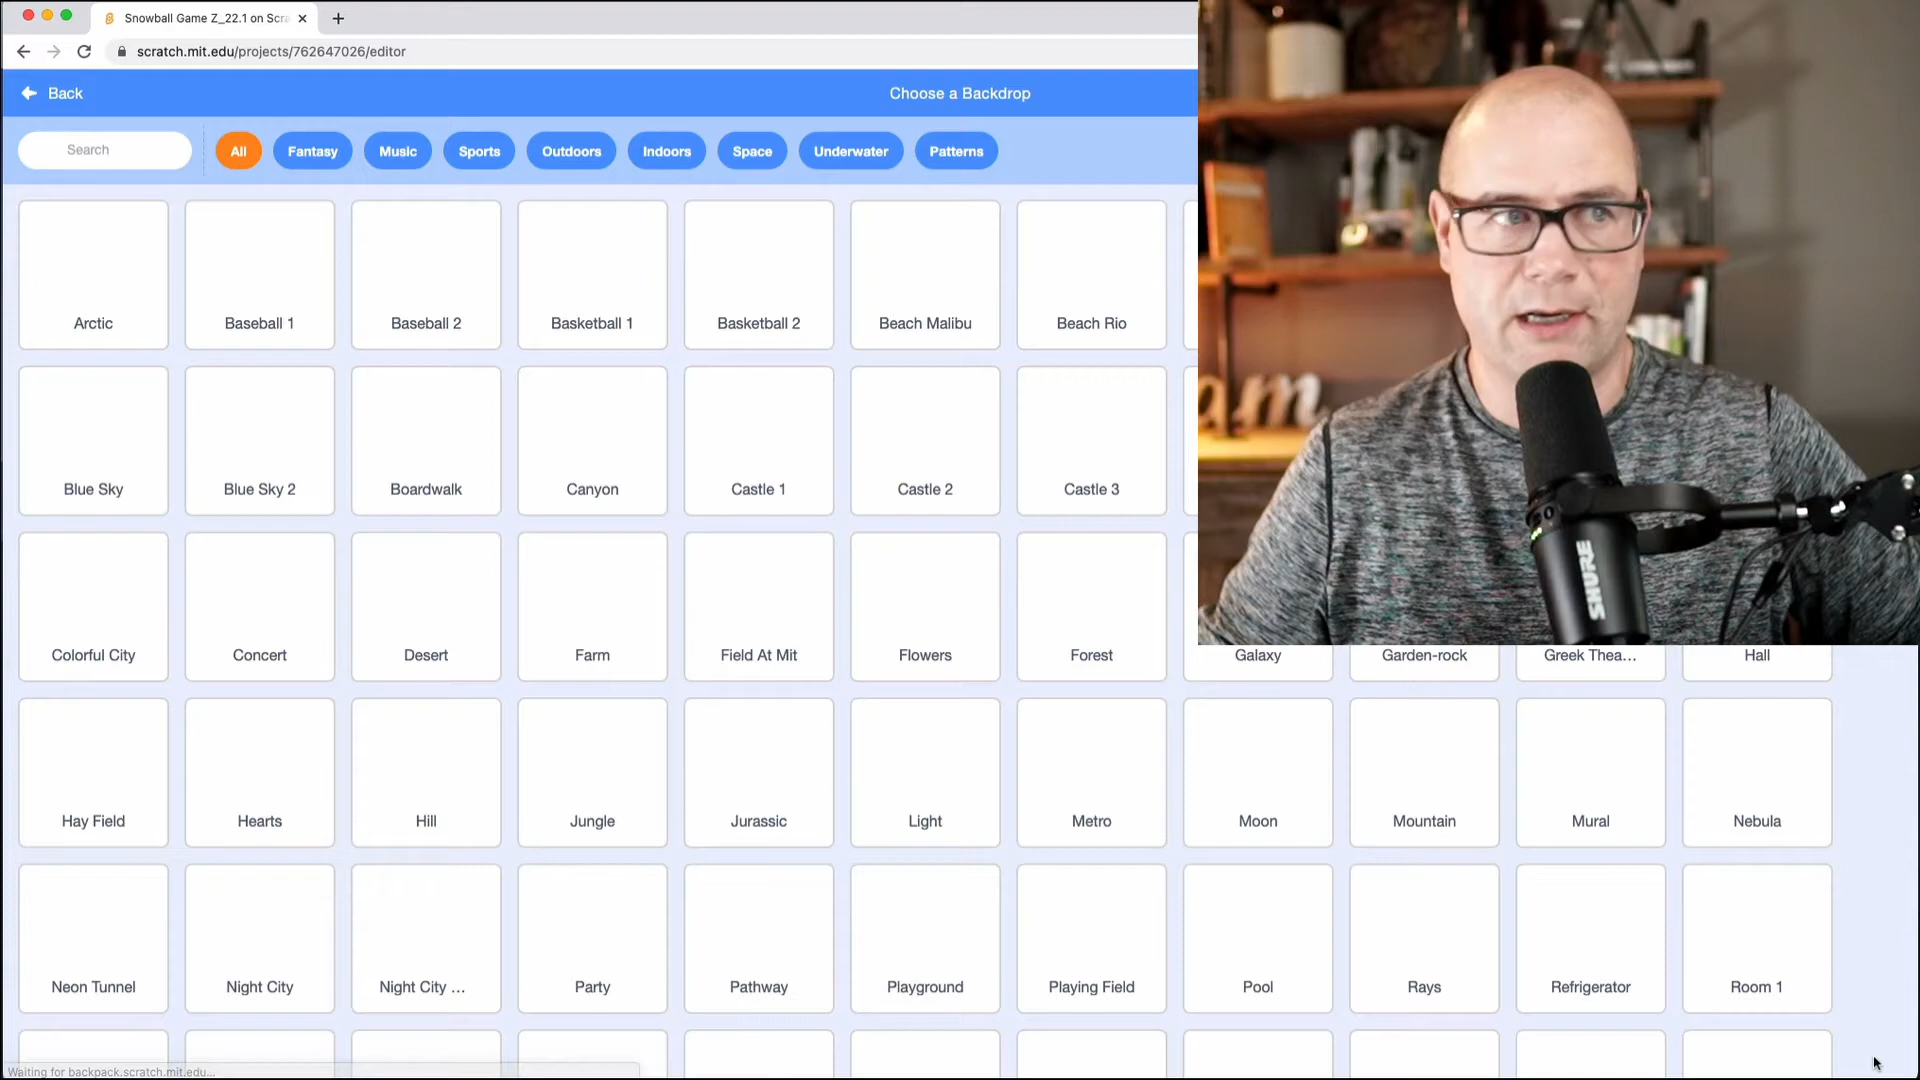 Snowball Game Z_22.1 on Scra
scratch.mit.edu/projects/762647026/editor
Back
Choose a Backdrop
Search
All
Fantasy
Music
Sports
Outdoors
Indoors
Space
Underwater
Patterns
Arctic
Baseball 1
Baseball 2
Basketball 1
Basketball 2
Beach Malibu
Beach Rio
Blue Sky
Blue Sky 2
Boardwalk
Canyon
Castle 1
Castle 2
Castle 3
Colorful City
Concert
Desert
Farm
Field At Mit
Flowers
Forest
Galaxy
Garden-rock
Greek Thea...
Hall
Hay Field
Hearts
Hill
Jungle
Jurassic
Light
Metro
Moon
Mountain
Mural
Nebula
Neon Tunnel
Night City
Night City ...
Party
Pathway
Playground
Playing Field
Pool
Rays
Refrigerator
Room 1
Waiting for backpack.scratch.mit.edu...
SHURE
am